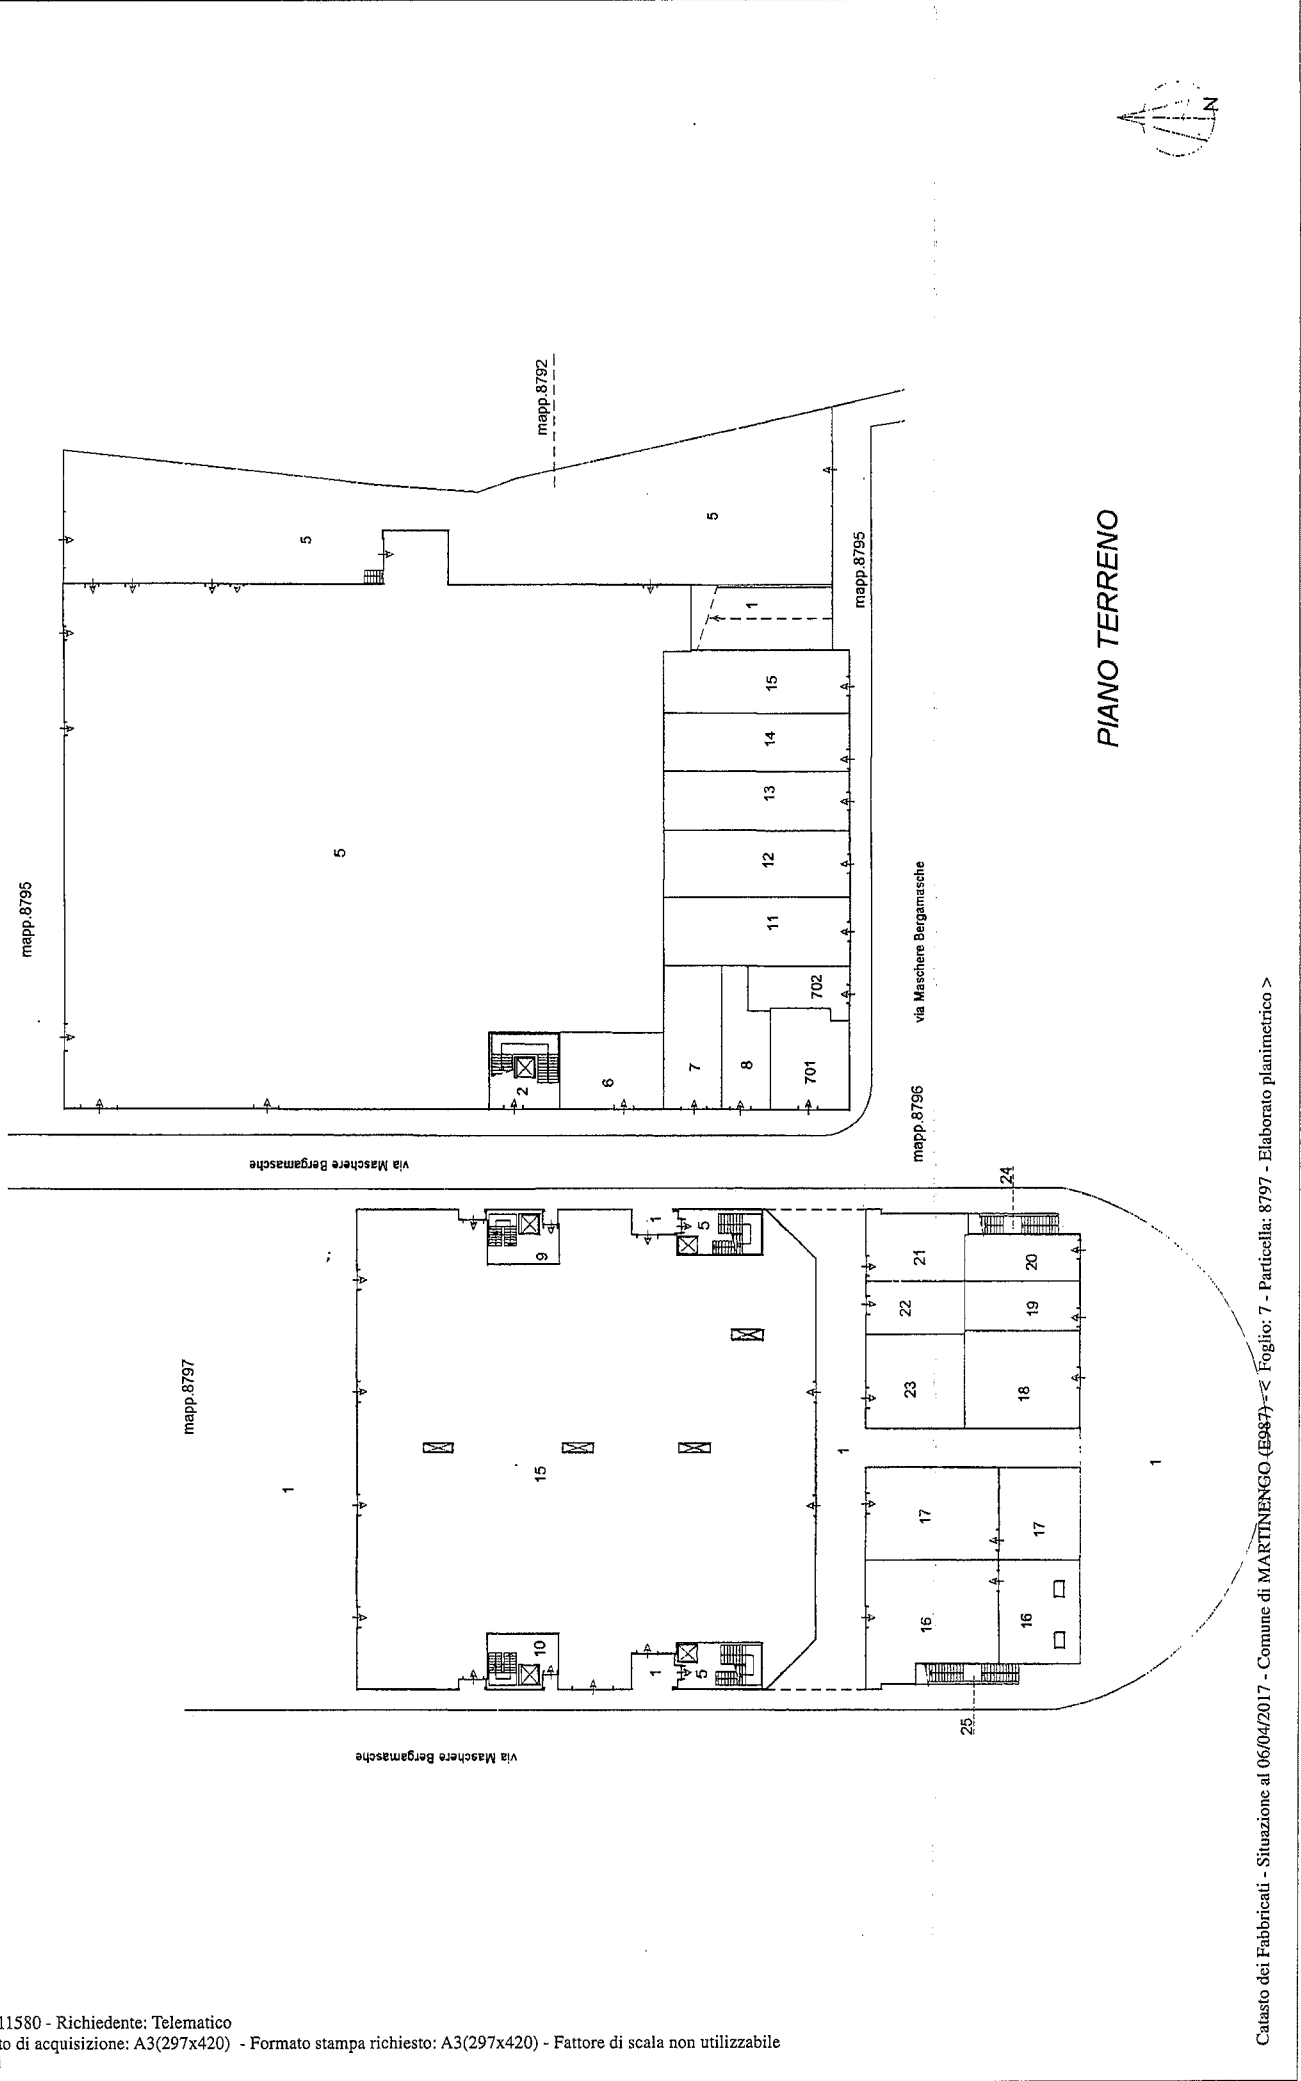 mapp.8792
5
5
mapp.8795
1
15
14
13
12
11
702
701
8
7
6
2
5
mapp.8795
via Maschere Bergamasche
mapp.8796
via Maschere Bergamasche
PIANO TERRENO
N
mapp.8797
1
15
9
1
5
10
1
5
1
21
22
23
20
19
18
24
17
17
16
16
25
1
via Maschere Bergamasche
11580 - Richiedente: Telematico
to di acquisizione: A3(297x420) - Formato stampa richiesto: A3(297x420) - Fattore di scala non utilizzabile
Catasto dei Fabbricati - Situazione al 06/04/2017 - Comune di MARTINENGO (E987) - < Foglio: 7 - Particella: 8797 - Elaborato planimetrico >